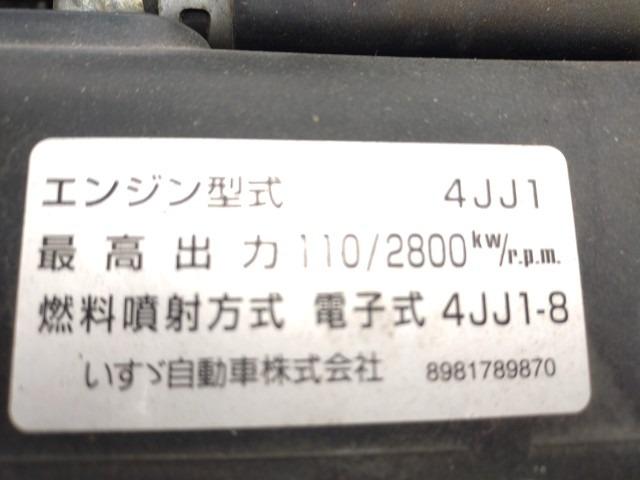 エンジン型式 4JJ1
最高出力 110/2800kw/r.p.m.
燃料噴射方式 電子式 4JJ1-8
いすゞ自動車株式会社 8981789870